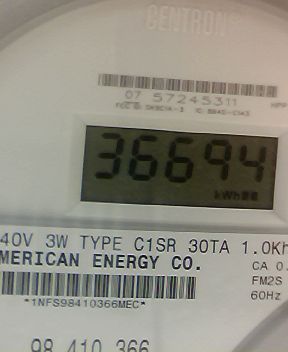 CENTRON®
07 57245311
36694
kWh
40V 3W TYPE C1SR 30TA 1.0Kh
MERICAN ENERGY CO.
CA 0.
*1NFS98410366MEC*
FM2S
60Hz
98 410 366